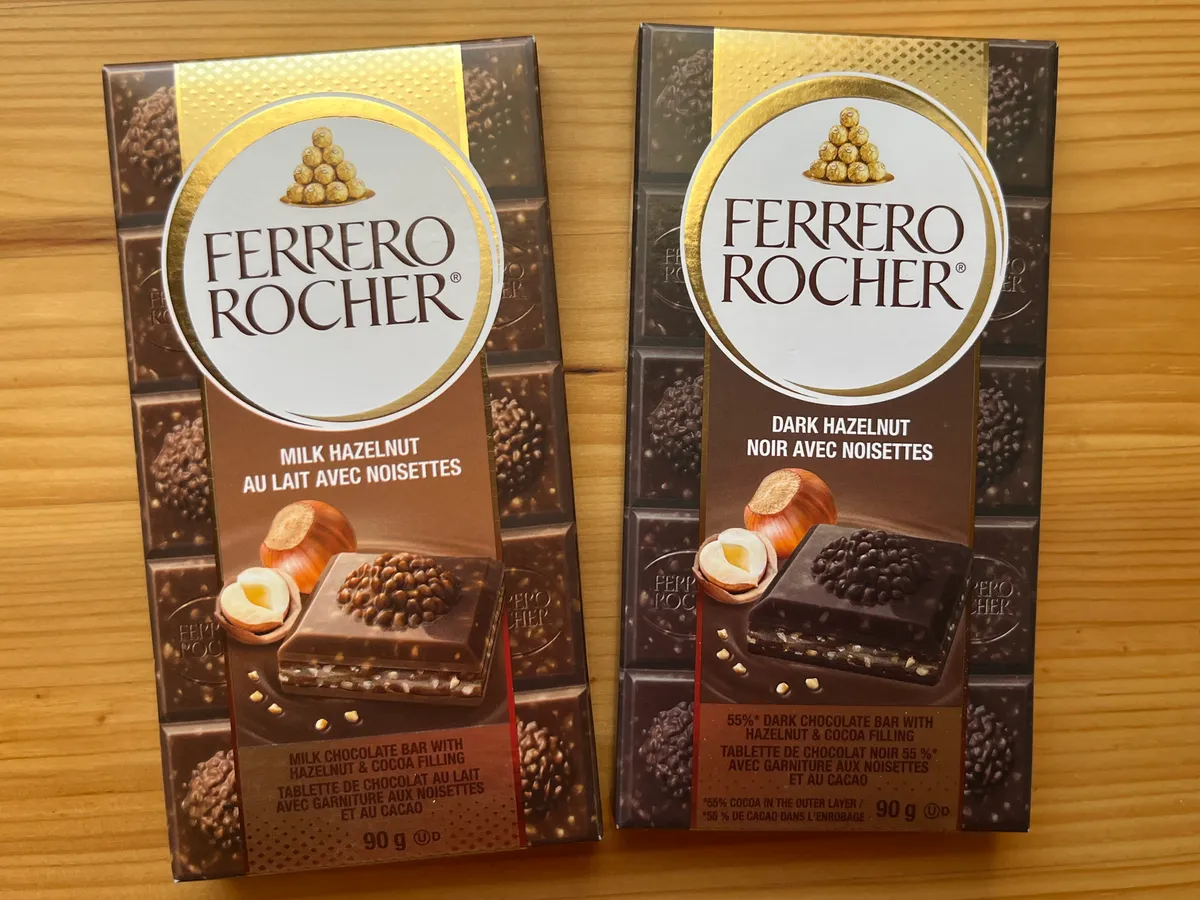 FERRERO
ROCHER®
MILK HAZELNUT
AU LAIT AVEC NOISETTES
MILK CHOCOLATE BAR WITH
HAZELNUT & COCOA FILLING
TABLETTE DE CHOCOLAT AU LAIT
AVEC GARNITURE AUX NOISETTES
ET AU CACAO
90 g Ⓤ D
FERRERO
ROCHER®
DARK HAZELNUT
NOIR AVEC NOISETTES
55%* DARK CHOCOLATE BAR WITH
HAZELNUT & COCOA FILLING
TABLETTE DE CHOCOLAT NOIR 55 %*
AVEC GARNITURE AUX NOISETTES
ET AU CACAO
*55% COCOA IN THE OUTER LAYER /
*55 % DE CACAO DANS L'ENROBAGE
90 g Ⓤ D